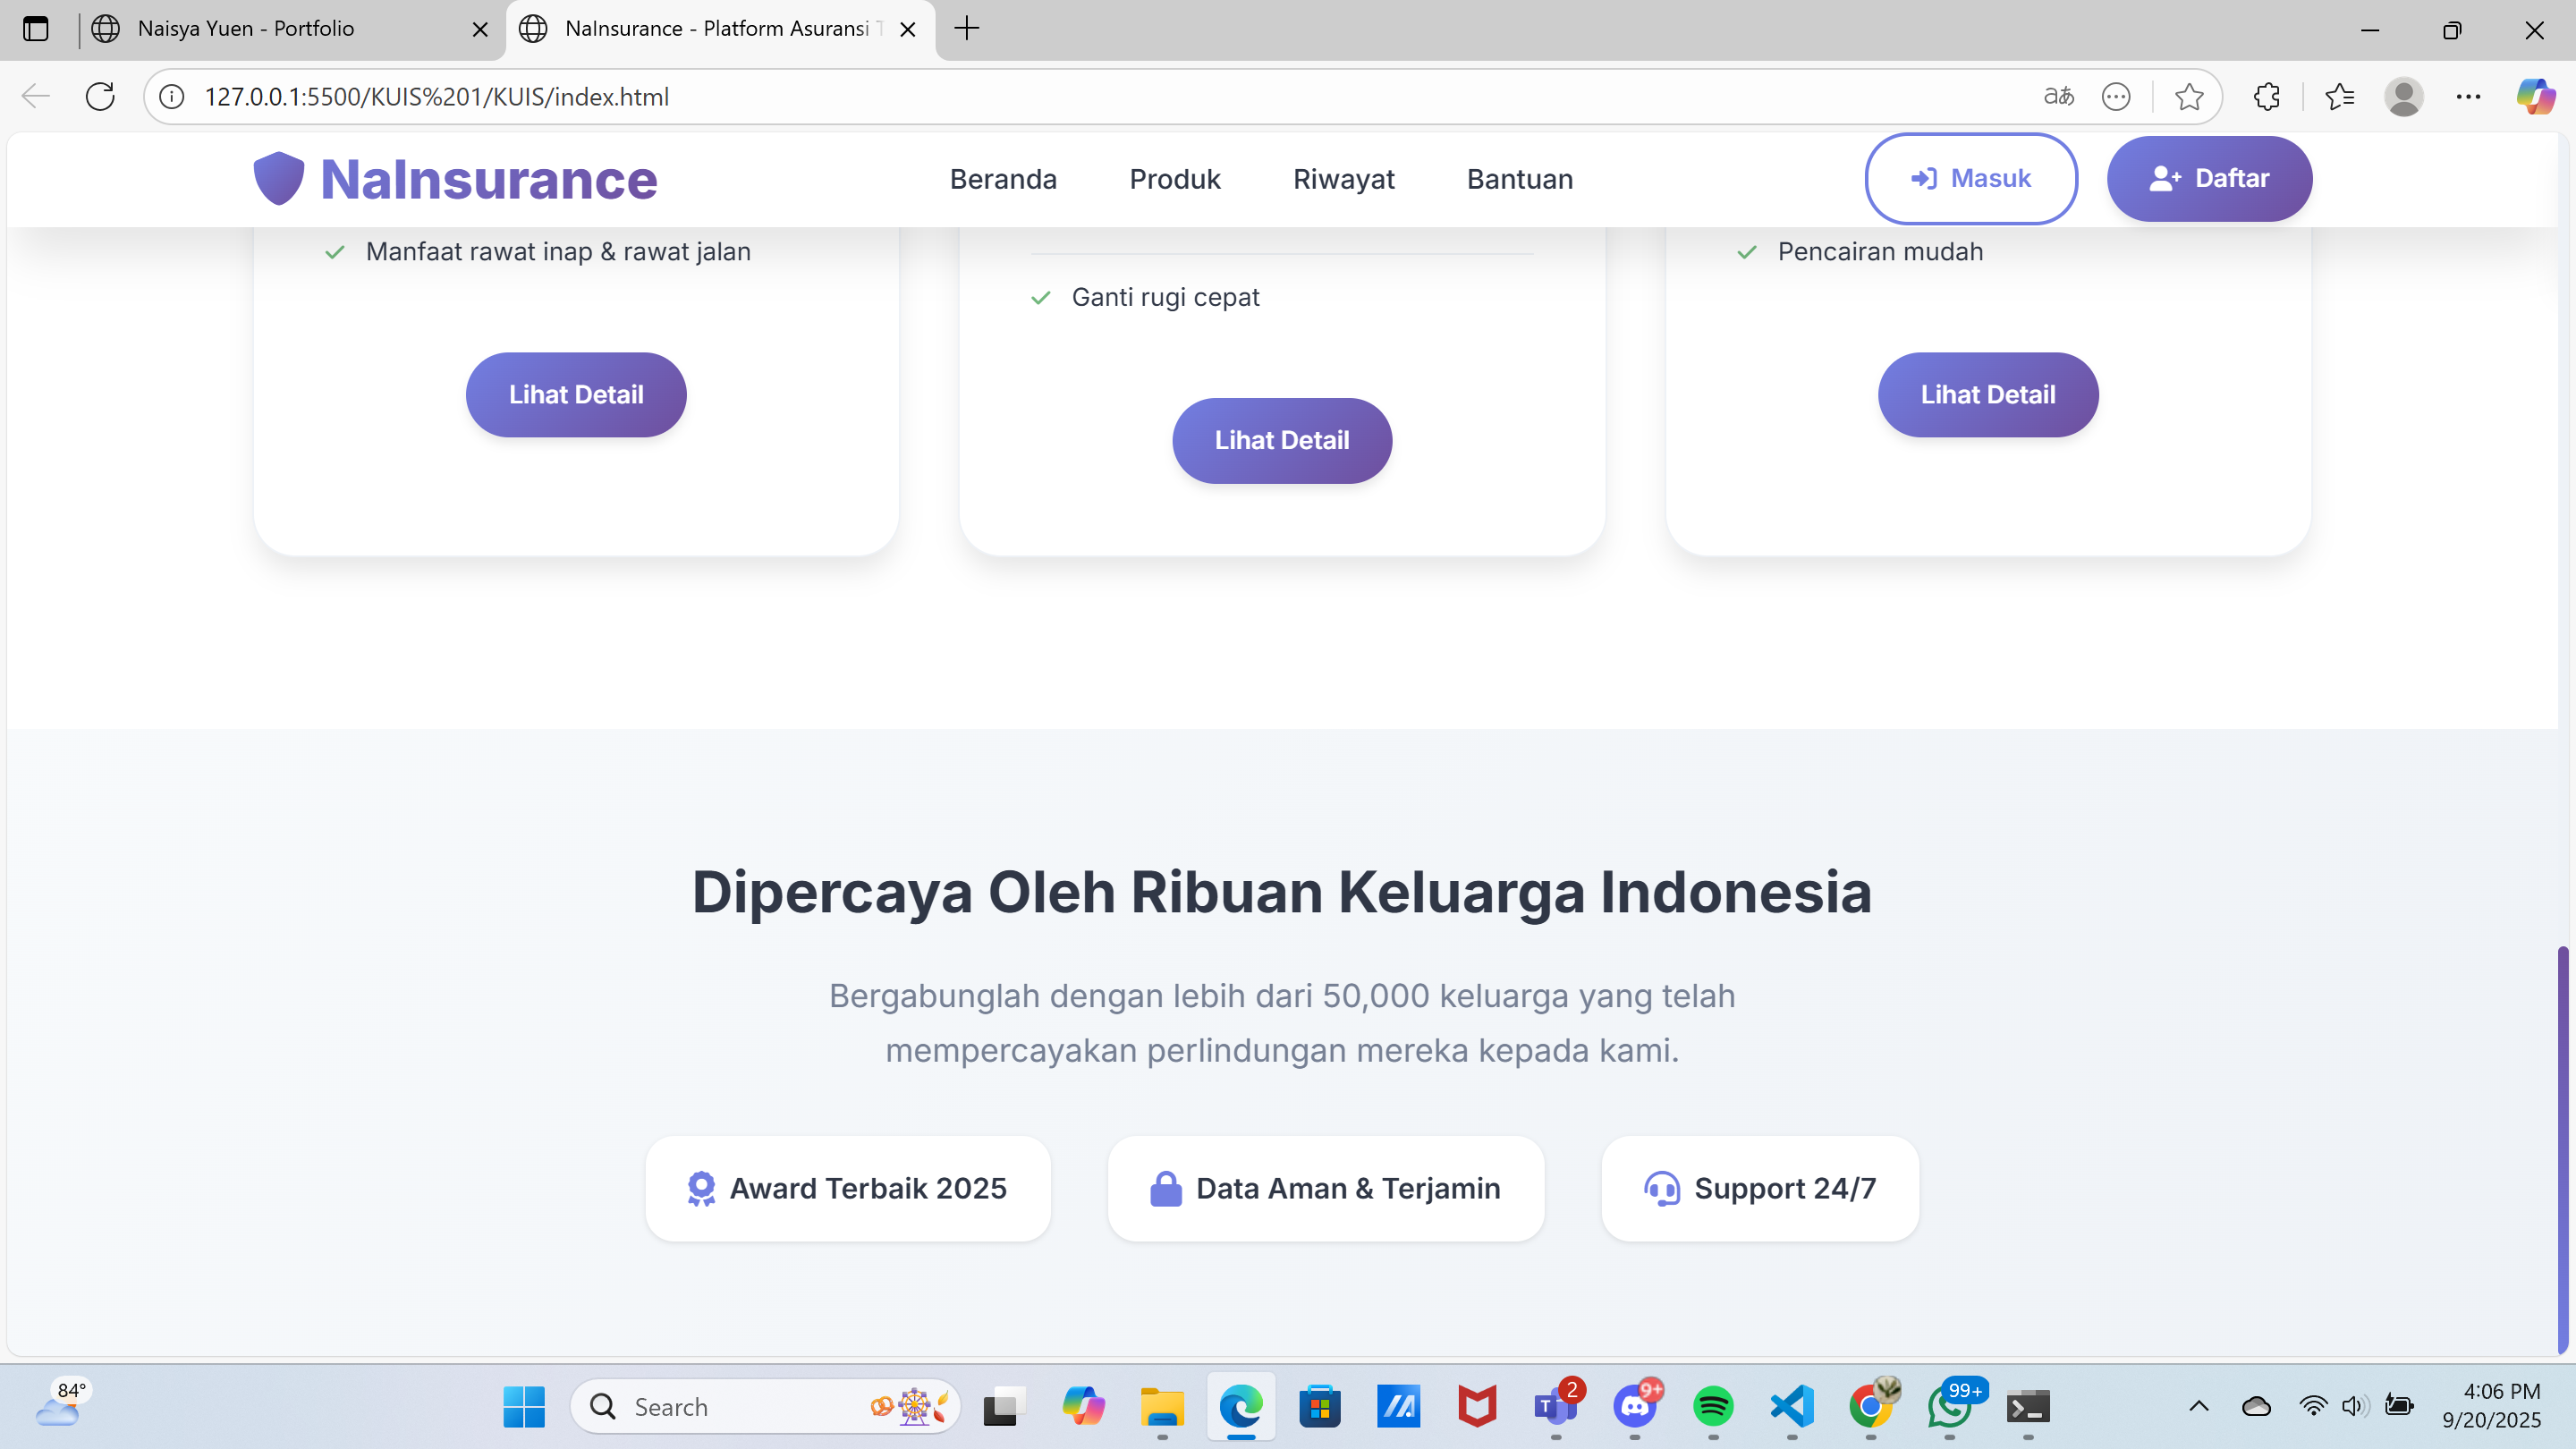 Naisya Yuen - Portfolio
NaInsurance - Platform Asuransi T
127.0.0.1:5500/KUIS%201/KUIS/index.html
aあ
NaInsurance
Beranda
Produk
Riwayat
Bantuan
Masuk
Daftar
Manfaat rawat inap & rawat jalan
Pencairan mudah
Ganti rugi cepat
Lihat Detail
Lihat Detail
Lihat Detail
Dipercaya Oleh Ribuan Keluarga Indonesia
Bergabunglah dengan lebih dari 50,000 keluarga yang telah
mempercayakan perlindungan mereka kepada kami.
Award Terbaik 2025
Data Aman & Terjamin
Support 24/7
84°
Search
2
9+
99+
4:06 PM
9/20/2025